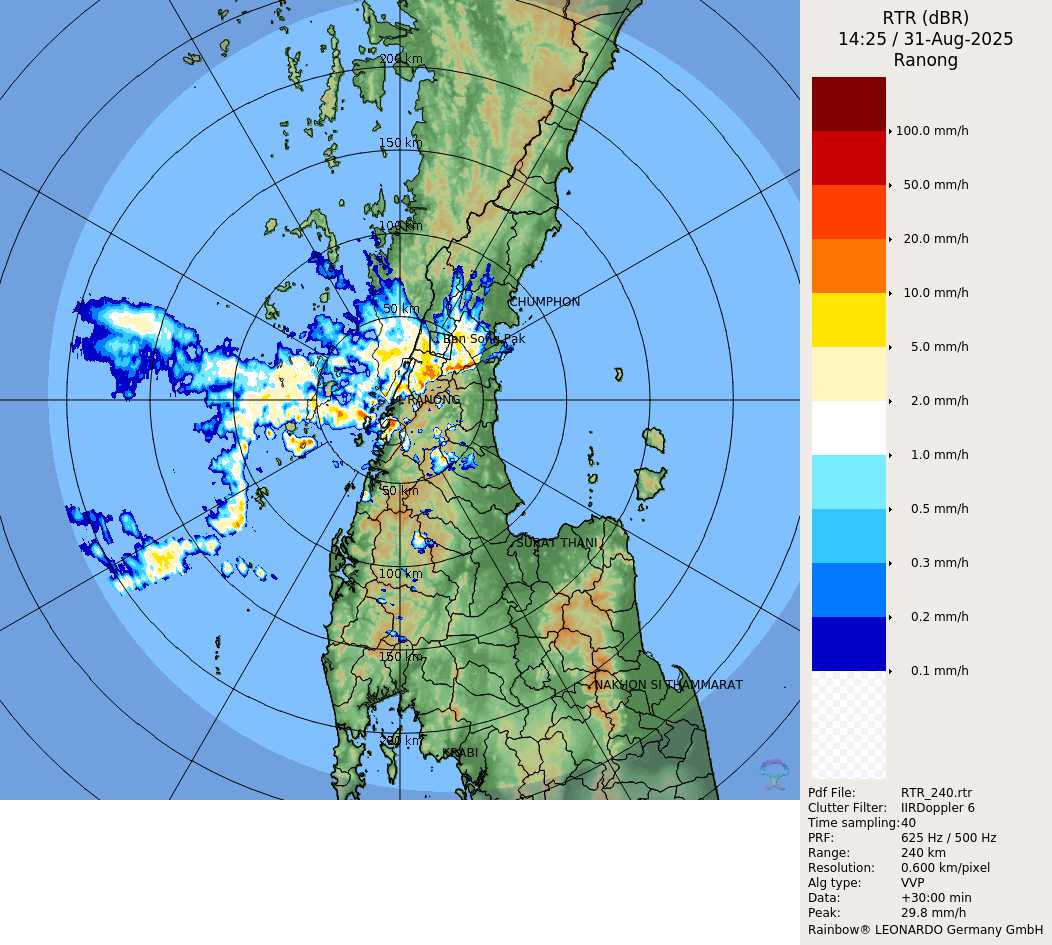 RTR (dBR)
14:25 / 31-Aug-2025
Ranong
100.0 mm/h
50.0 mm/h
20.0 mm/h
10.0 mm/h
5.0 mm/h
2.0 mm/h
1.0 mm/h
0.5 mm/h
0.3 mm/h
0.2 mm/h
0.1 mm/h
Pdf File: RTR_240.rtr
Clutter Filter: IIRDoppler 6
Time sampling:40
PRF: 625 Hz / 500 Hz
Range: 240 km
Resolution: 0.600 km/pixel
Alg type: VVP
Data: +30:00 min
Peak: 29.8 mm/h
Rainbow® LEONARDO Germany GmbH
200 km
150 km
100 km
50 km
CHUMPHON
Ban Song Pak
RANONG
50 km
SURAT THANI
100 km
150 km
NAKHON SI THAMMARAT
200 km
KRABI